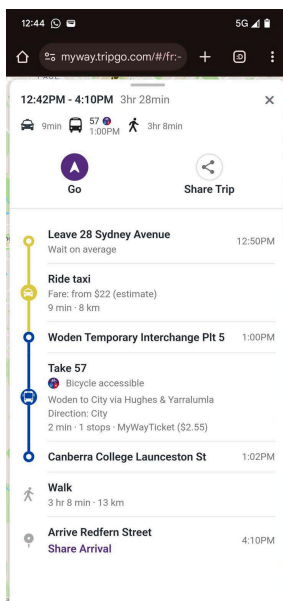 12:44
5G
myway.tripgo.com/#/fr:-
12:42PM - 4:10PM 3hr 28min
9min 57 1:00PM 3hr 8min
Go
Share Trip
Leave 28 Sydney Avenue
Wait on average
12:50PM
Ride taxi
Fare: from $22 (estimate)
9 min · 8 km
Woden Temporary Interchange Plt 5 1:00PM
Take 57
Bicycle accessible
Woden to City via Hughes & Yarralumla
Direction: City
2 min · 1 stops · MyWayTicket ($2.55)
Canberra College Launceston St 1:02PM
Walk
3 hr 8 min · 13 km
Arrive Redfern Street
Share Arrival
4:10PM